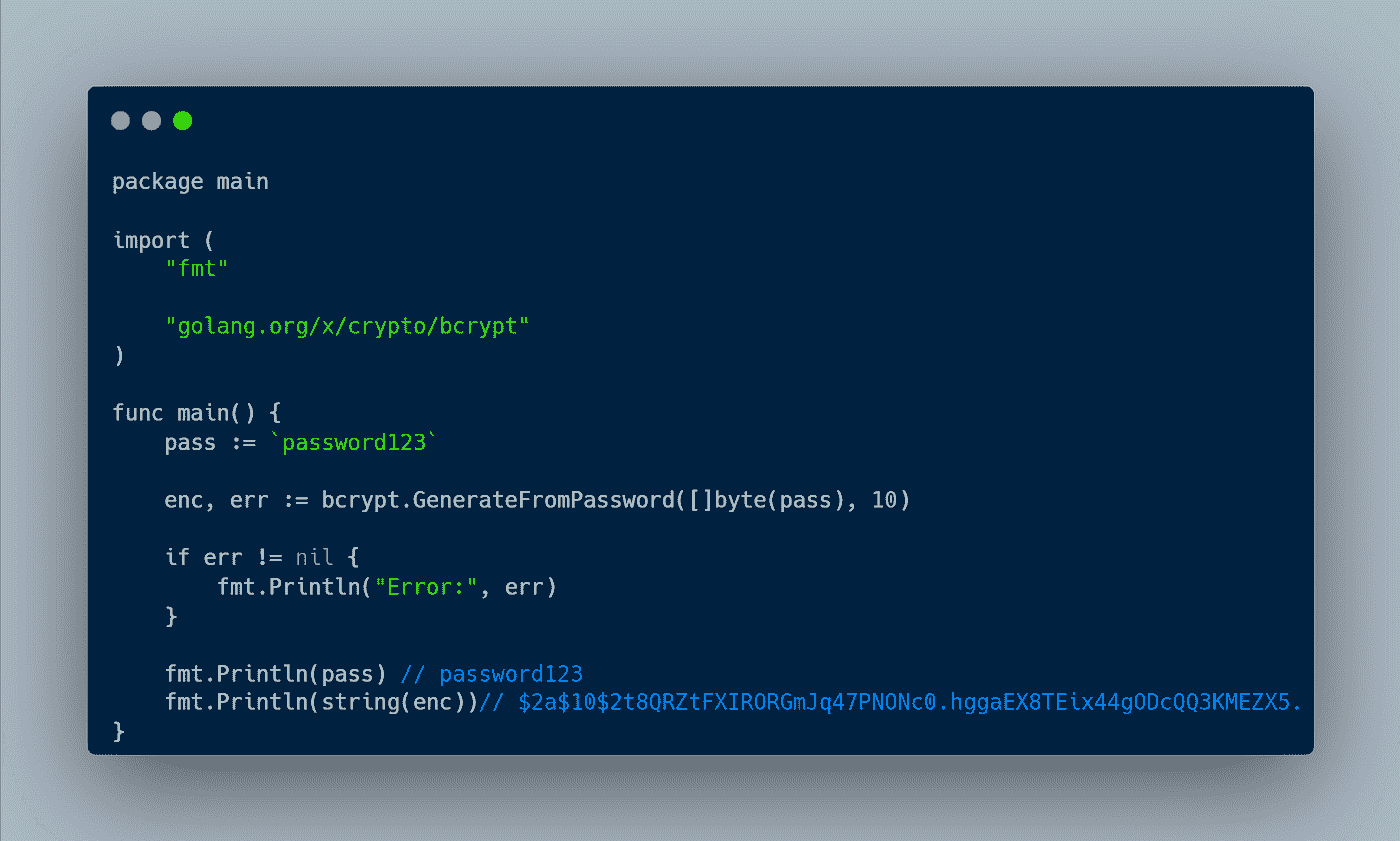 package main
import (
"fmt"
"golang.org/x/crypto/bcrypt"
)
func main() {
pass := `password123`
enc, err := bcrypt.GenerateFromPassword([]byte(pass), 10)
if err != nil {
fmt.Println("Error:", err)
}
fmt.Println(pass) // password123
fmt.Println(string(enc))// $2a$10$2t8QRZtFXIRORGmJq47PNONc0.hggaEX8TEix44gODcQQ3KMEZX5.
}